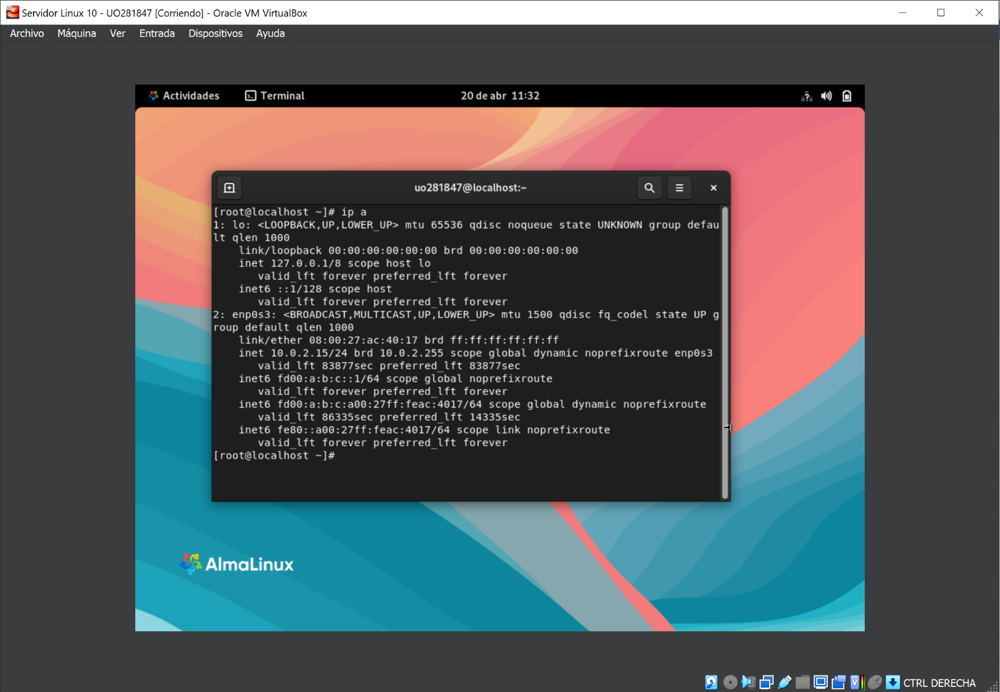 Servidor Linux 10 - UO281847 [Corriendo] - Oracle VM VirtualBox
Archivo Máquina Ver Entrada Dispositivos Ayuda
Actividades Terminal 20 de abr 11:32
uo281847@localhost:~
[root@localhost ~]# ip a
1: lo: <LOOPBACK,UP,LOWER_UP> mtu 65536 qdisc noqueue state UNKNOWN group defau
lt qlen 1000
    link/loopback 00:00:00:00:00:00 brd 00:00:00:00:00:00
    inet 127.0.0.1/8 scope host lo
       valid_lft forever preferred_lft forever
    inet6 ::1/128 scope host
       valid_lft forever preferred_lft forever
2: enp0s3: <BROADCAST,MULTICAST,UP,LOWER_UP> mtu 1500 qdisc fq_codel state UP g
roup default qlen 1000
    link/ether 08:00:27:ac:40:17 brd ff:ff:ff:ff:ff:ff
    inet 10.0.2.15/24 brd 10.0.2.255 scope global dynamic noprefixroute enp0s3
       valid_lft 83877sec preferred_lft 83877sec
    inet6 fd00:a:b:c::1/64 scope global noprefixroute
       valid_lft forever preferred_lft forever
    inet6 fd00:a:b:c:a00:27ff:feac:4017/64 scope global dynamic noprefixroute
       valid_lft 86335sec preferred_lft 14335sec
    inet6 fe80::a00:27ff:feac:4017/64 scope link noprefixroute
       valid_lft forever preferred_lft forever
[root@localhost ~]#
AlmaLinux
CTRL DERECHA